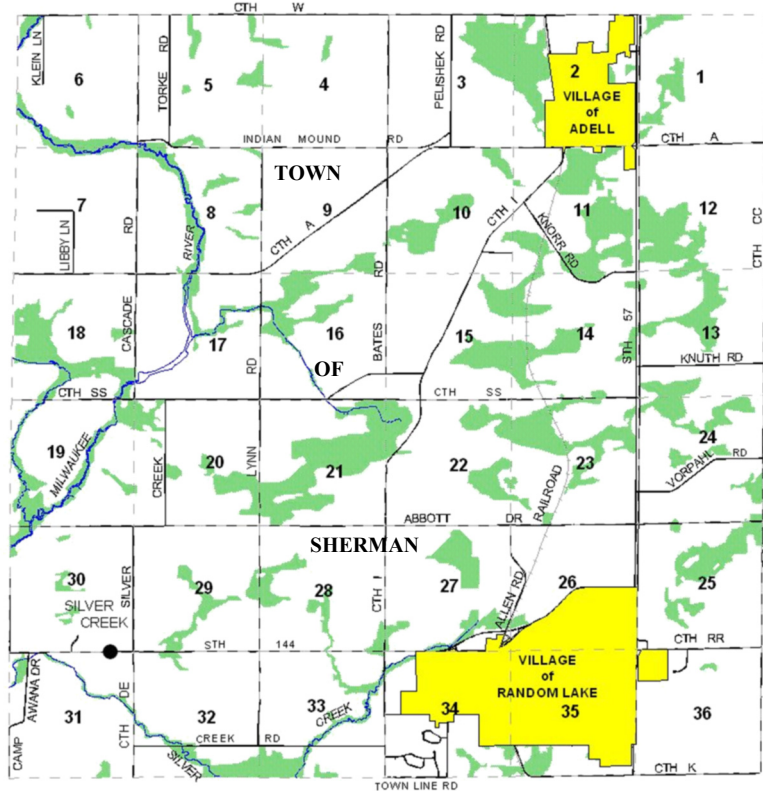 CTH W
KLEIN LN
6
TORKE RD
5
4
PELISHEK RD
3
2
VILLAGE
of
ADELL
1
INDIAN MOUND RD
CTH A
TOWN
7
LIBBY LN
RD
8
RIVER
9
CTH A
10
CTH I
11
KNORR RD
12
CTH CC
18
CASCADE
17
RD
16
BATES
RD
OF
15
14
STH 57
13
KNUTH RD
CTH SS
CTH SS
19
MILWAUKEE
CREEK
20
LYNN
21
22
RAILROAD
23
24
VORPAHL RD
ABBOTT DR
SHERMAN
30
SILVER
CREEK
SILVER
29
28
CTH I
27
ALLEN RD
26
25
STH 144
CTH RR
CAMP AWANA DR
31
CTH DE
32
33
CREEK
34
VILLAGE
of
RANDOM LAKE
35
36
CREEK RD
SILVER
CTH K
TOWN LINE RD